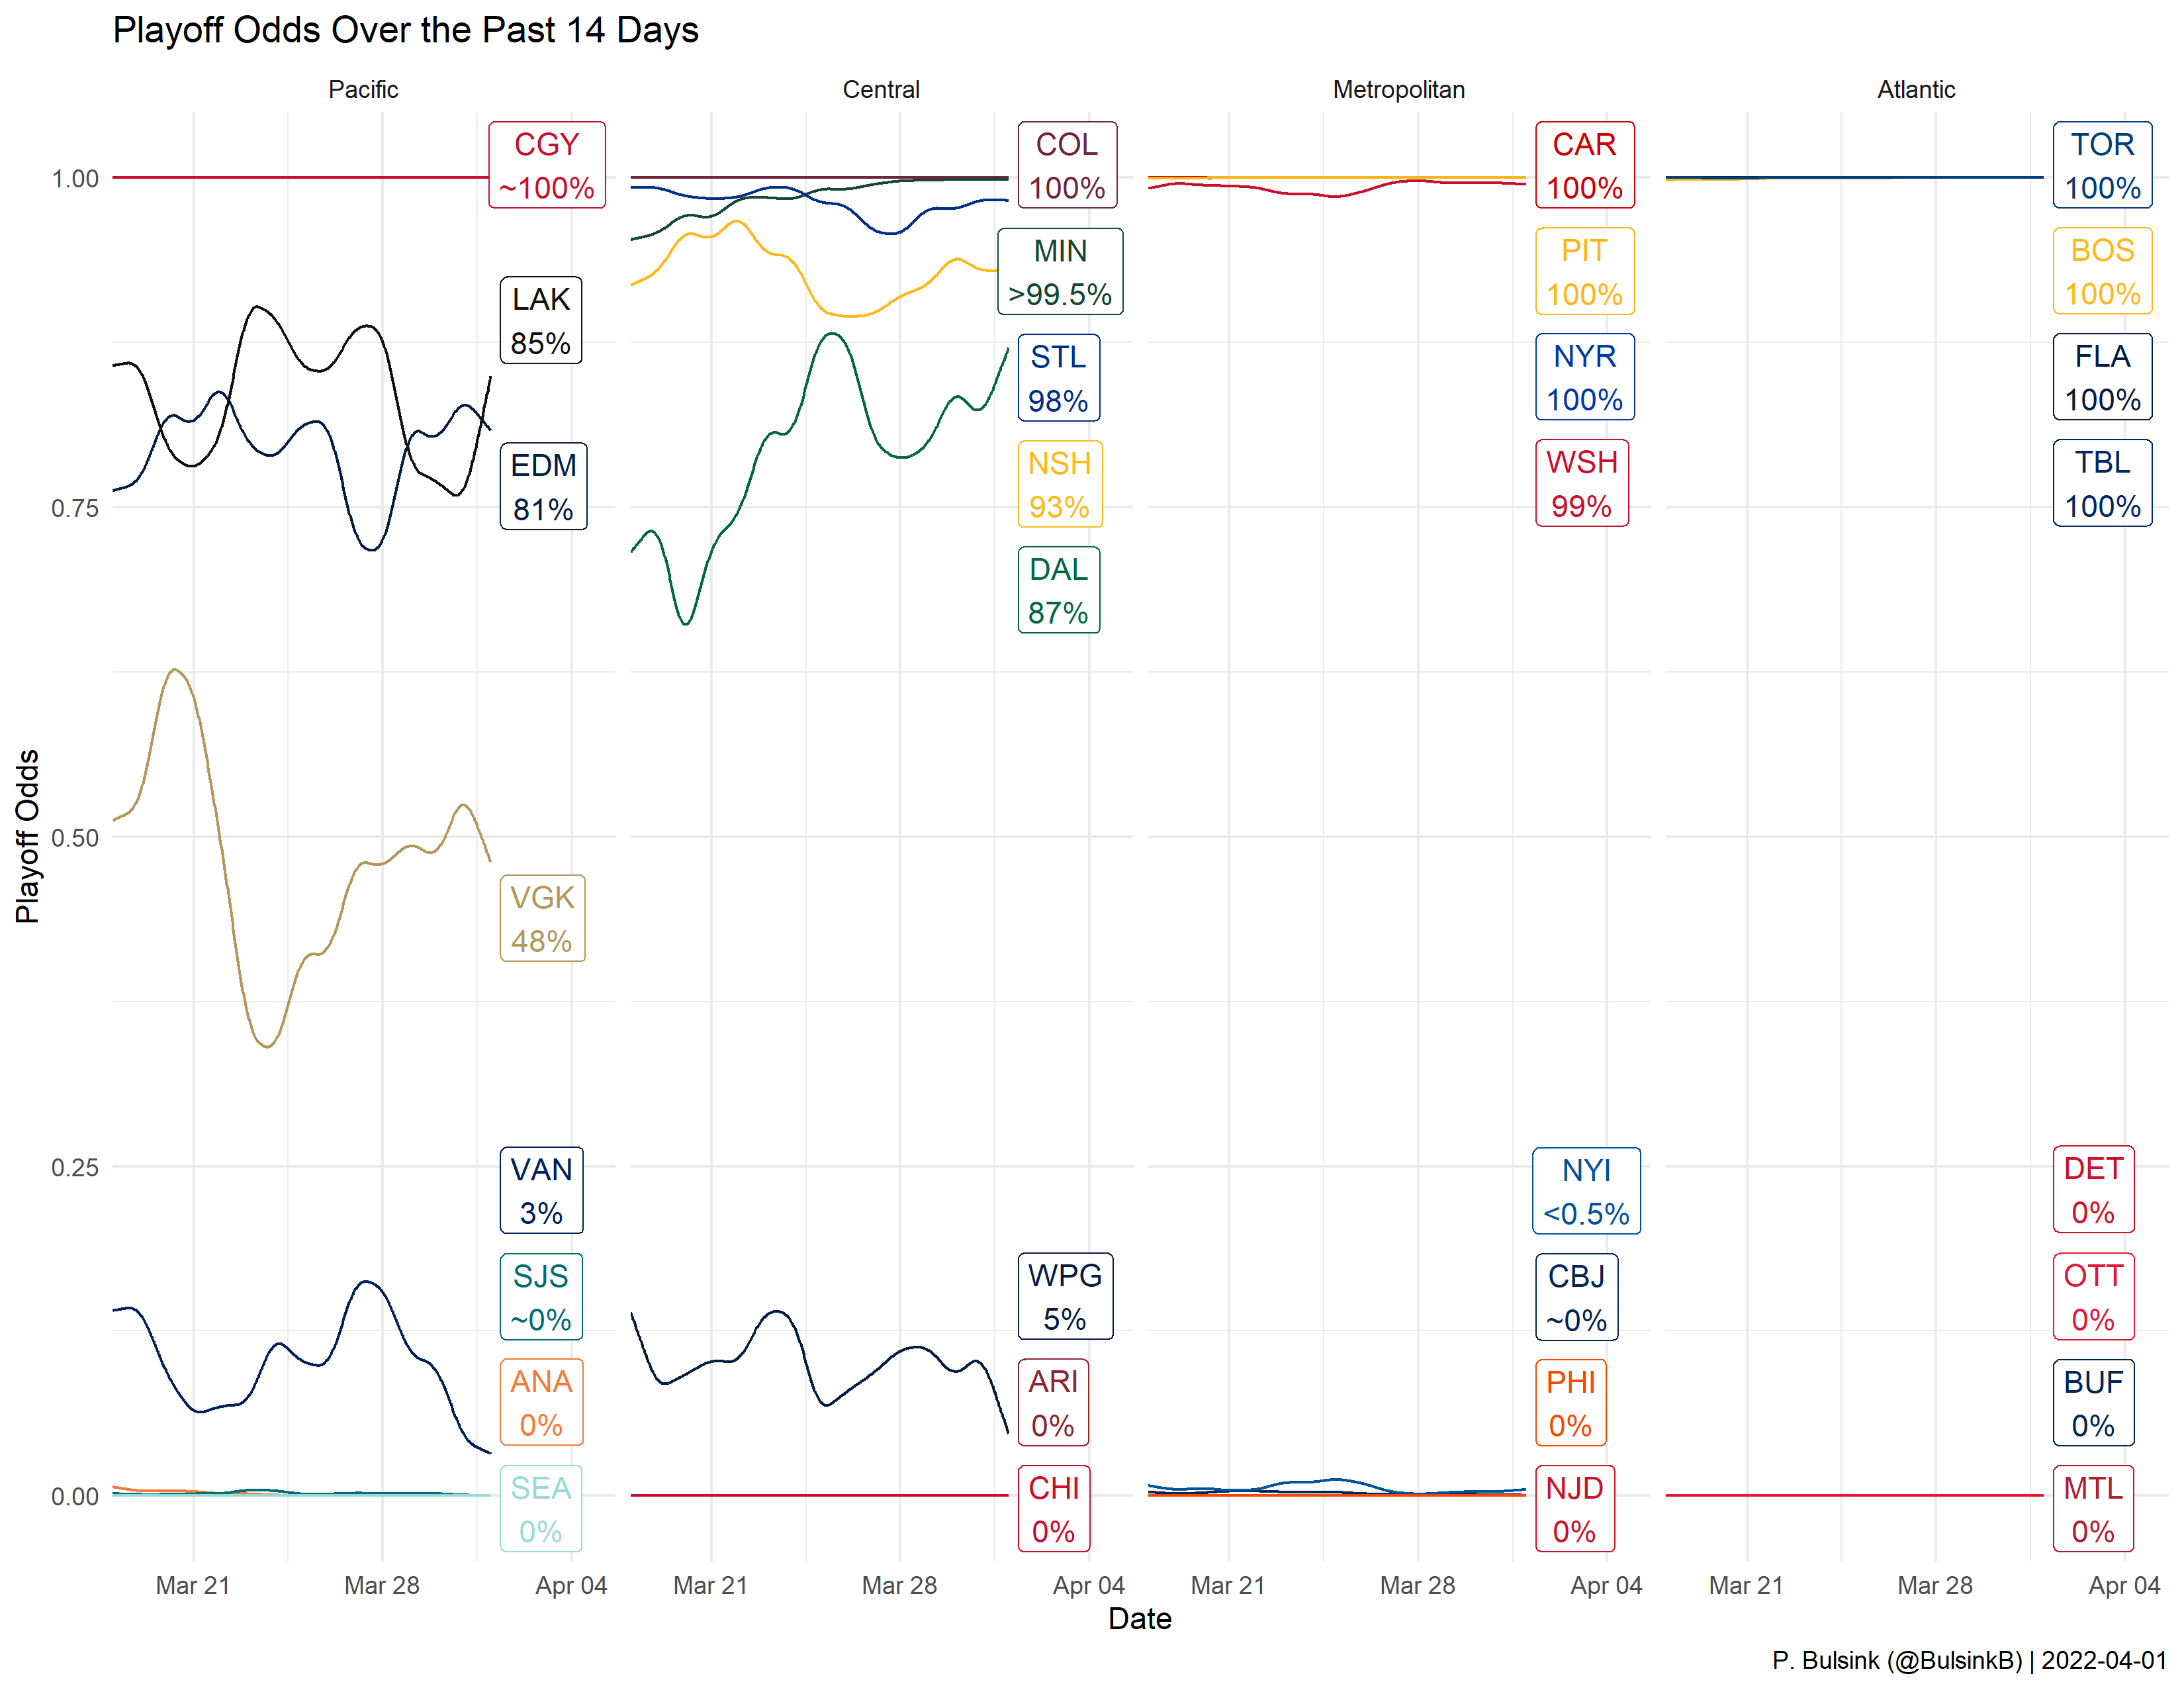 Playoff Odds Over the Past 14 Days
Pacific
Central
Metropolitan
Atlantic
Playoff Odds
1.00
0.75
0.50
0.25
0.00
CGY
~100%
LAK
85%
EDM
81%
VGK
48%
VAN
3%
SJS
~0%
ANA
0%
SEA
0%
COL
100%
MIN
>99.5%
STL
98%
NSH
93%
DAL
87%
WPG
5%
ARI
0%
CHI
0%
CAR
100%
PIT
100%
NYR
100%
WSH
99%
NYI
<0.5%
CBJ
~0%
PHI
0%
NJD
0%
TOR
100%
BOS
100%
FLA
100%
TBL
100%
DET
0%
OTT
0%
BUF
0%
MTL
0%
Mar 21
Mar 28
Apr 04
Mar 21
Mar 28
Apr 04
Mar 21
Mar 28
Apr 04
Mar 21
Mar 28
Apr 04
Date
P. Bulsink (@BulsinkB) | 2022-04-01